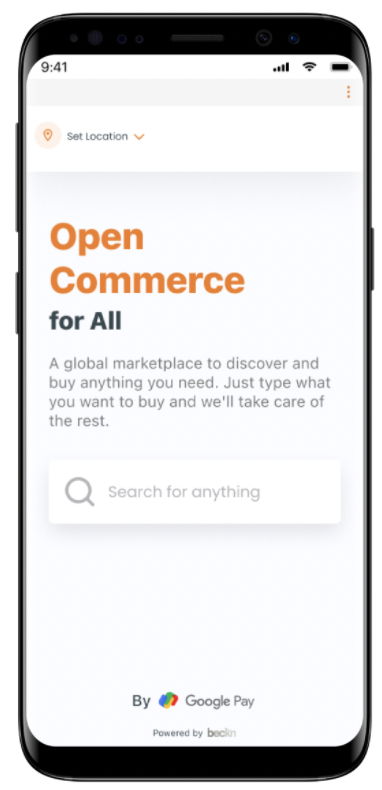 9:41
Set Location
Open
Commerce
for All
A global marketplace to discover and
buy anything you need. Just type what
you want to buy and we'll take care of
the rest.
Search for anything
By Google Pay
Powered by beckn